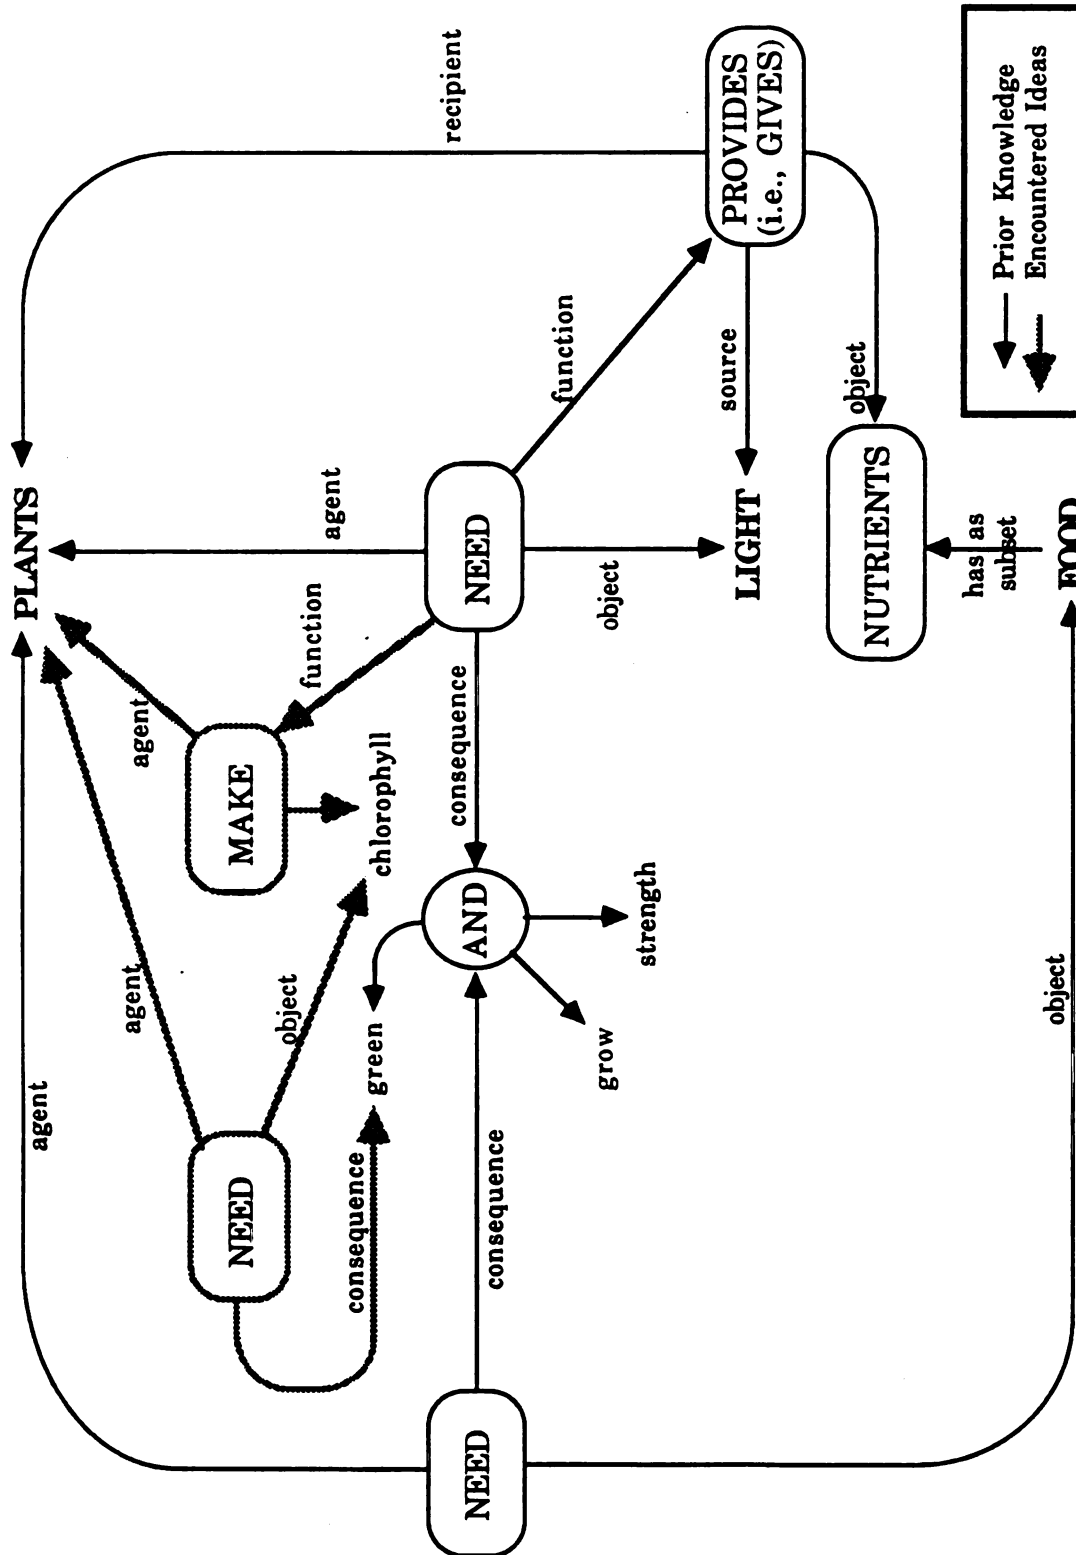 PLANTS
agent
agent
agent
NEED
MAKE
object
function
agent
consequence
green
chlorophyll
recipient
consequence
NEED
AND
NEED
consequence
function
grow
object
strength
source
PROVIDES
(i.e., GIVES)
LIGHT
object
NUTRIENTS
has as
subset
Prior Knowledge
Encountered Ideas
object
FOOD